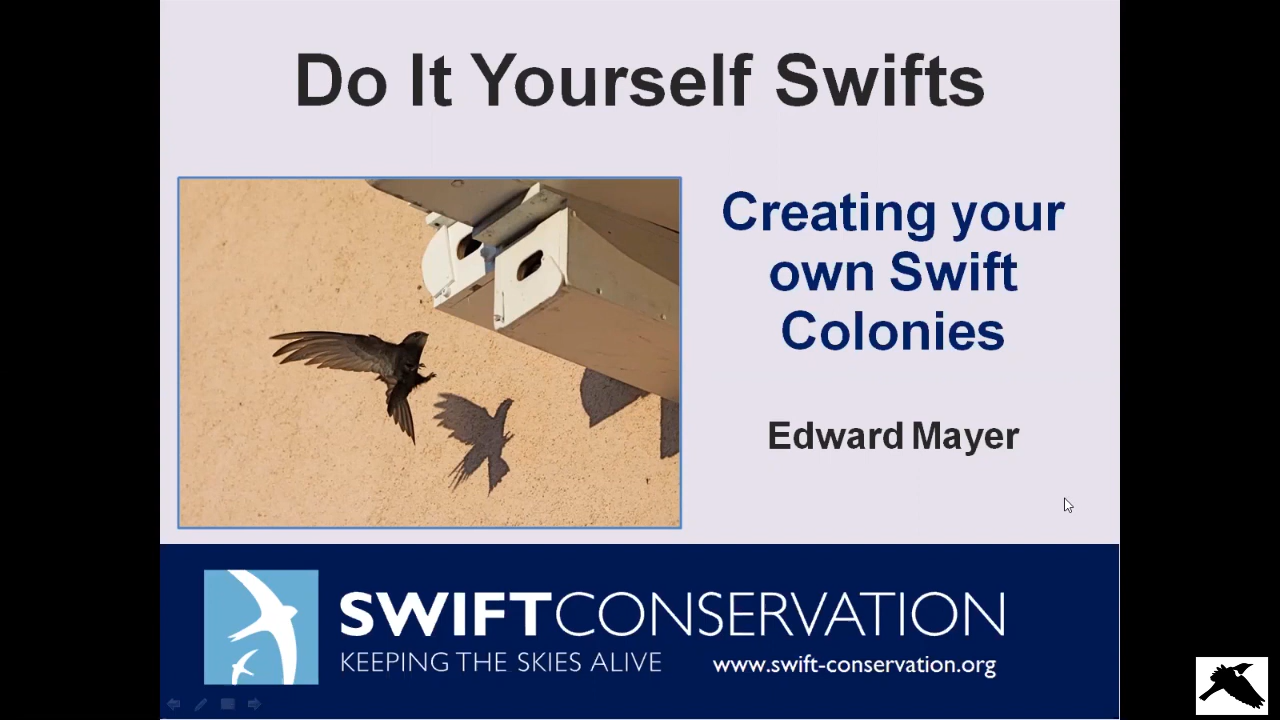 Do It Yourself Swifts
Creating your
own Swift
Colonies
Edward Mayer
SWIFTCONSERVATION
KEEPING THE SKIES ALIVE
www.swift-conservation.org